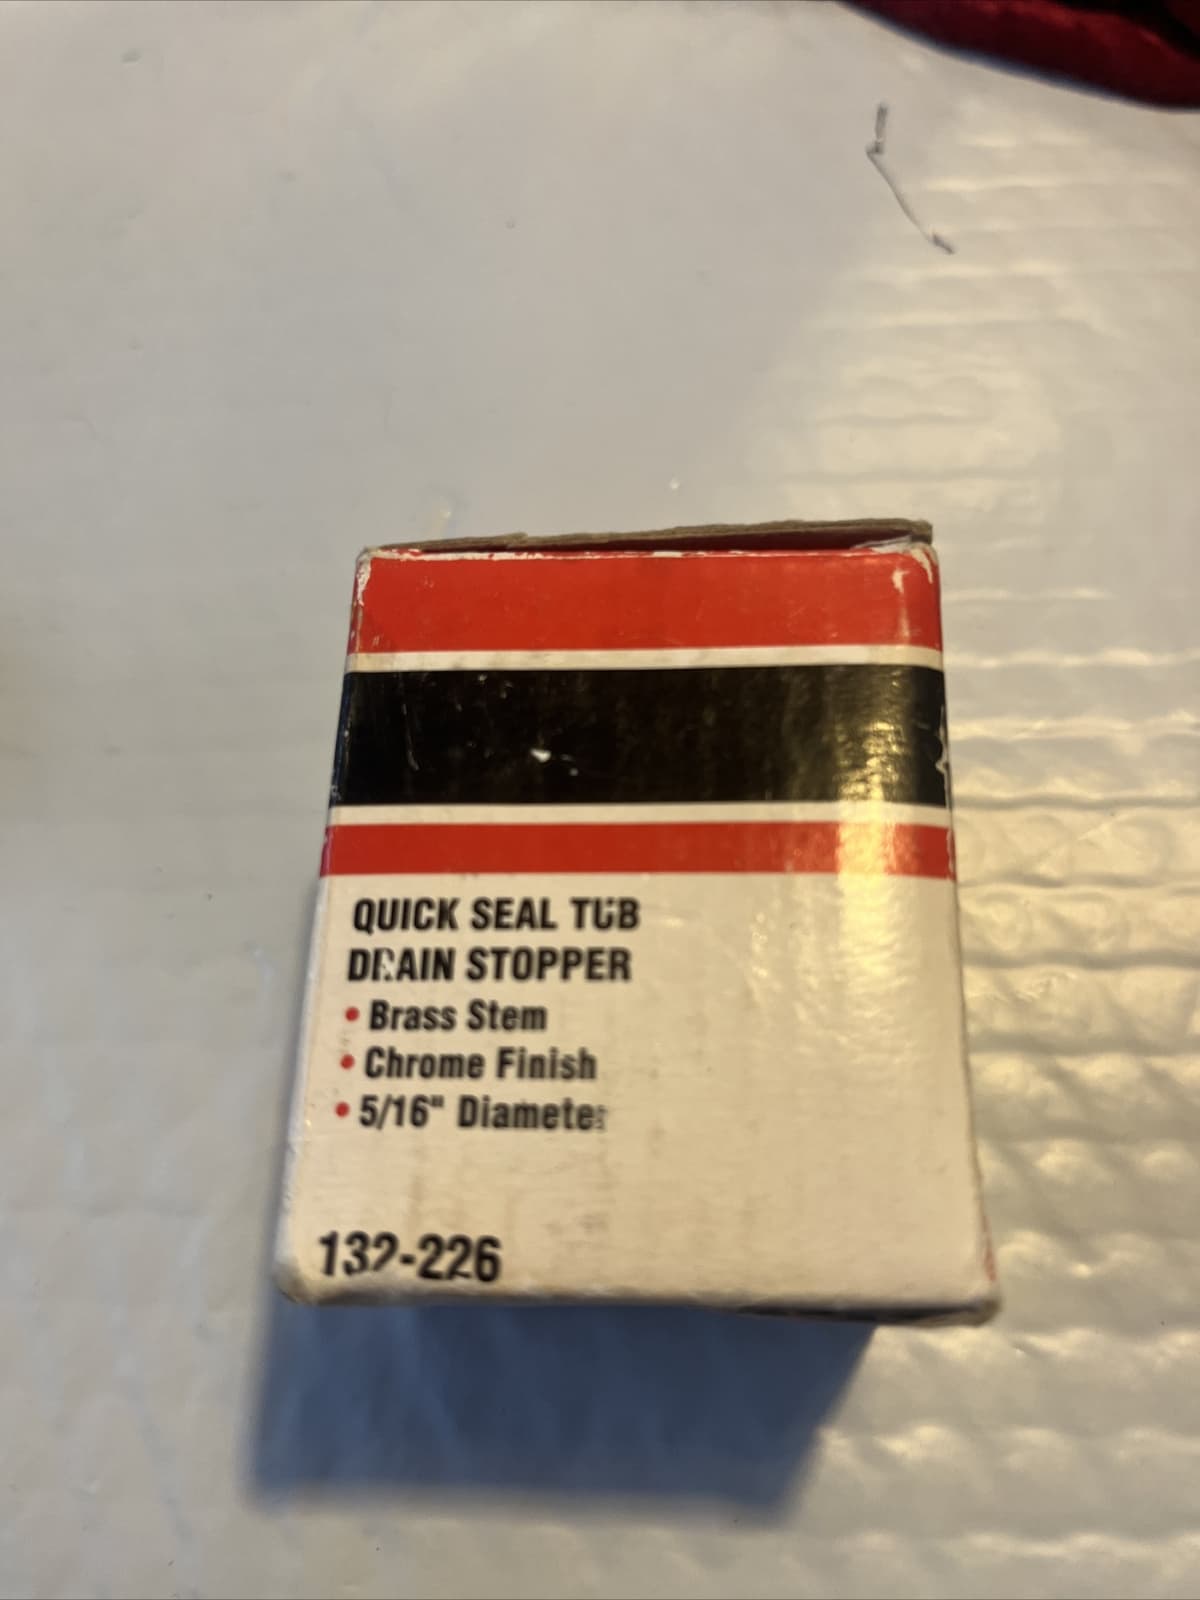 QUICK SEAL TUB
DRAIN STOPPER
• Brass Stem
• Chrome Finish
• 5/16" Diameter
132-226